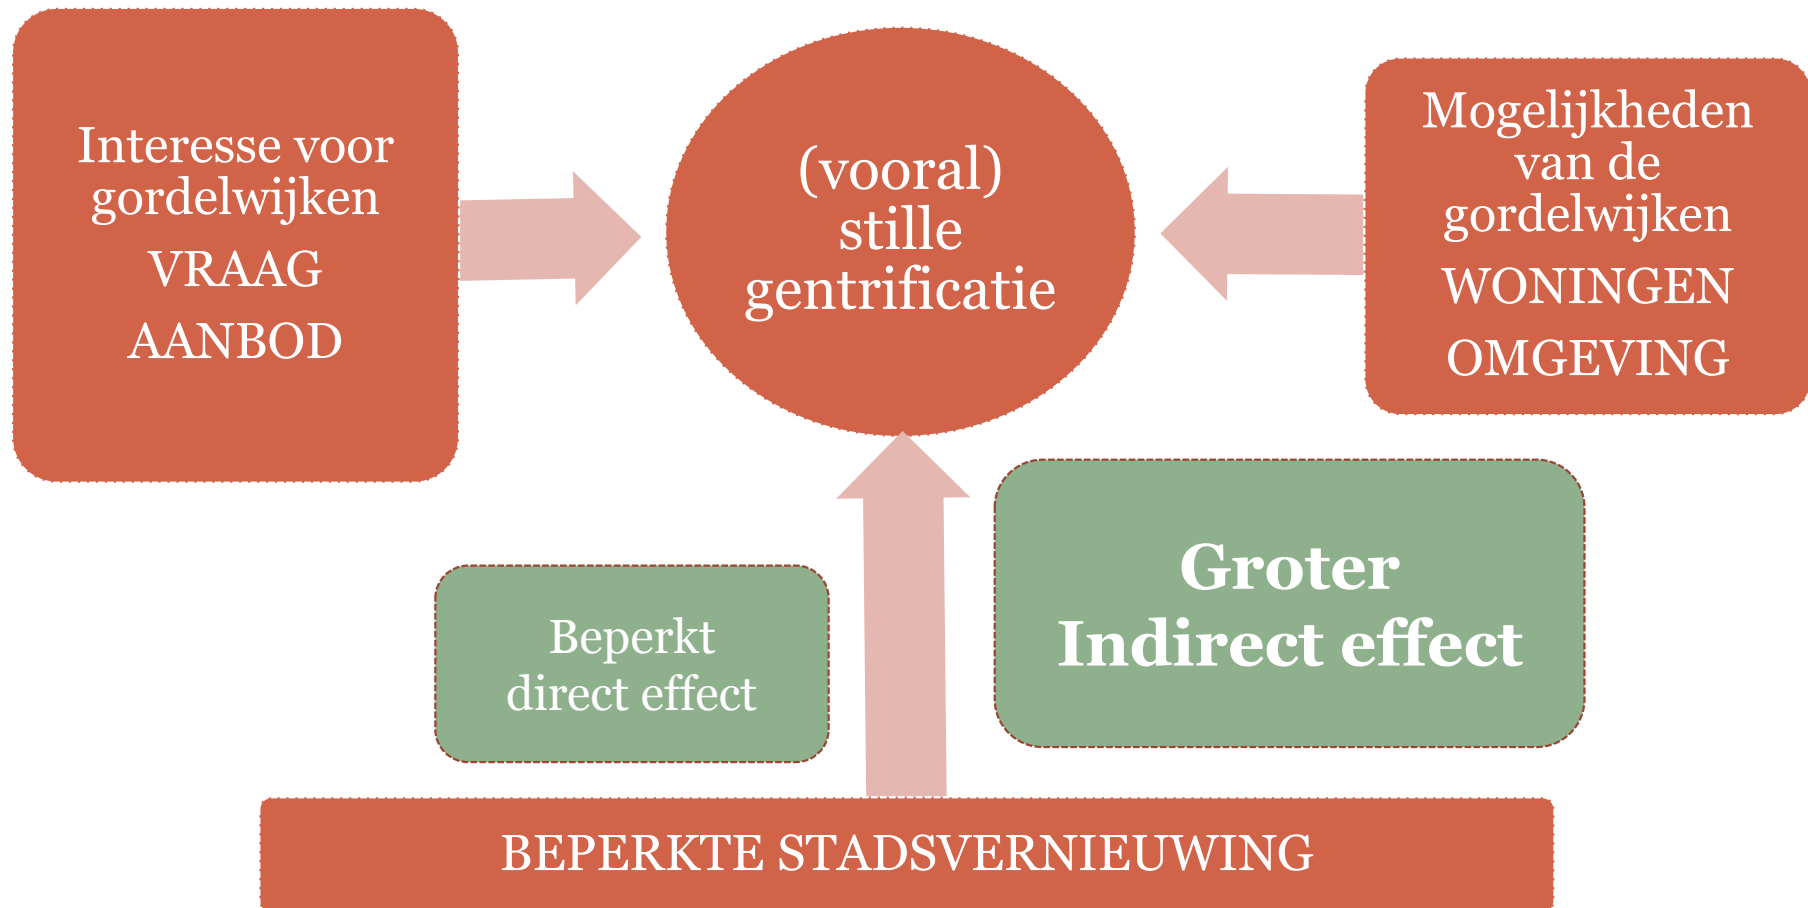 Interesse voor
gordelwijken
VRAAG
AANBOD
(vooral)
stille
gentrificatie
Mogelijkheden
van de
gordelwijken
WONINGEN
OMGEVING
Beperkt
direct effect
Groter
Indirect effect
BEPERKTE STADSVERNIEUWING